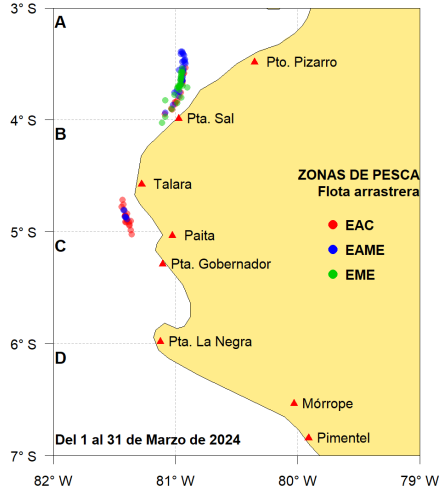 3° S
A
Pto. Pizarro
4° S
Pta. Sal
B
ZONAS DE PESCA
Flota arrastrera
Talara
EAC
5° S
Paita
C
EAME
Pta. Gobernador
EME
6° S
Pta. La Negra
D
Mórrope
Del 1 al 31 de Marzo de 2024
Pimentel
7° S
82° W
81° W
80° W
79° W